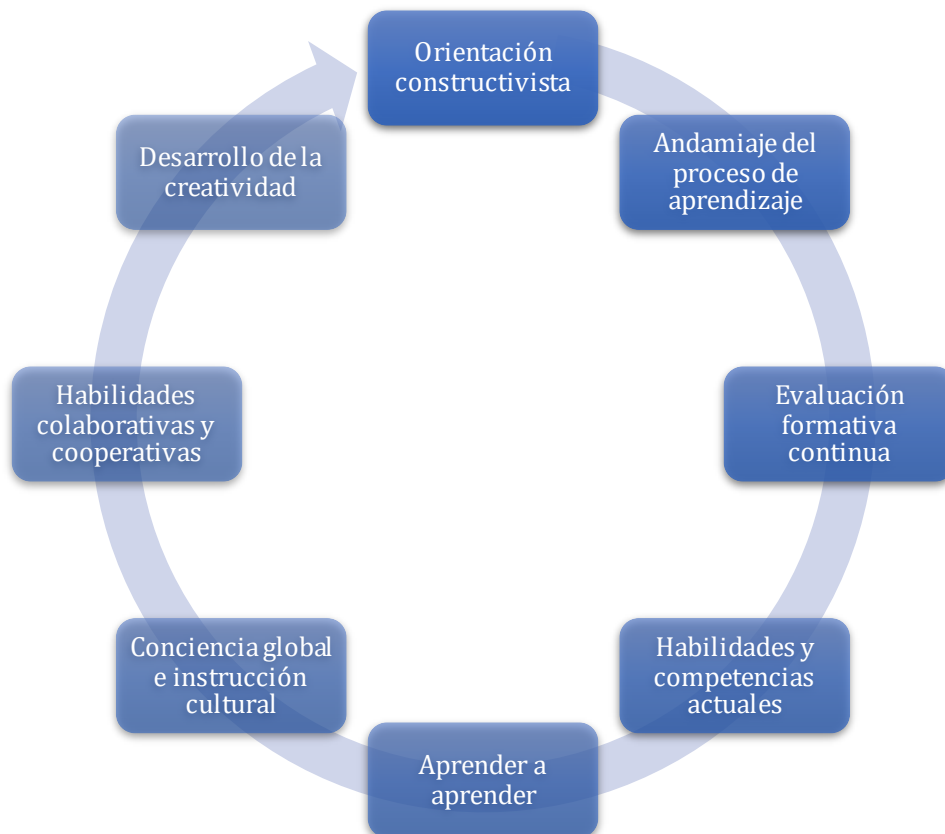 Orientación
constructivista
Andamiaje del
proceso de
aprendizaje
Evaluación
formativa
continua
Habilidades y
competencias
actuales
Aprender a
aprender
Conciencia global
e instrucción
cultural
Habilidades
colaborativas y
cooperativas
Desarrollo de la
creatividad